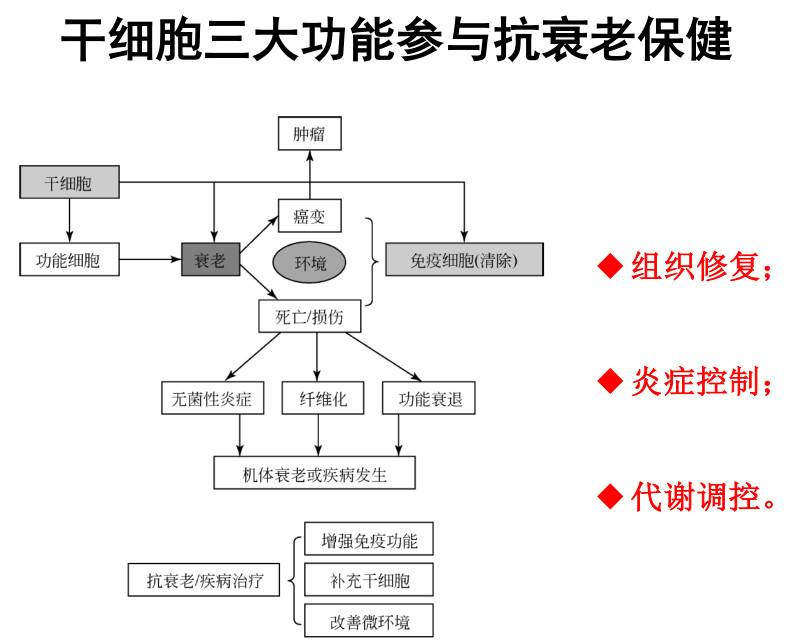 干细胞三大功能参与抗衰老保健
肿瘤
干细胞
癌变
功能细胞
衰老
环境
免疫细胞(清除)
死亡/损伤
无菌性炎症
纤维化
功能衰退
机体衰老或疾病发生
抗衰老/疾病治疗
增强免疫功能
补充干细胞
改善微环境
◆ 组织修复；
◆ 炎症控制；
◆ 代谢调控。